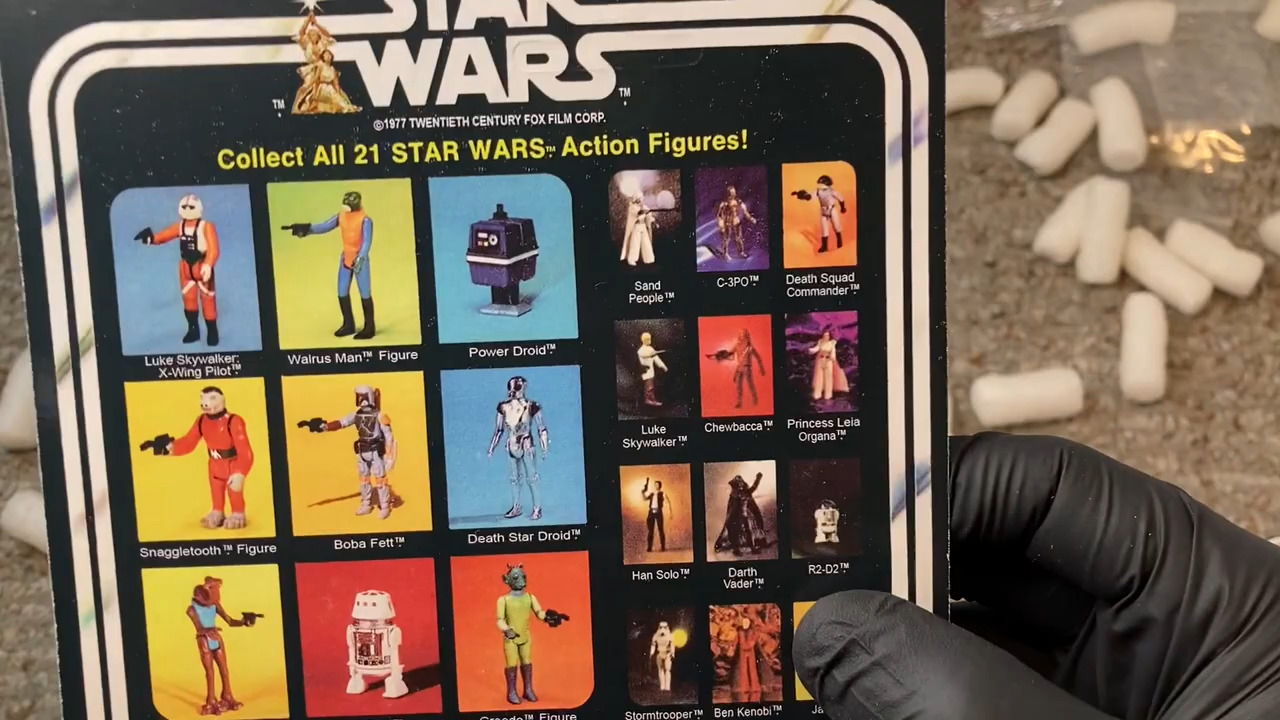 STAR
WARS
TM
TM
©1977 TWENTIETH CENTURY FOX FILM CORP.
Collect All 21 STAR WARS™ Action Figures!
Luke Skywalker:
X-Wing Pilot™
Walrus Man™ Figure
Power Droid™
Sand
People™
C-3PO™
Death Squad
Commander™
Luke
Skywalker™
Chewbacca™
Princess Leia
Organa™
Snaggletooth™ Figure
Boba Fett™
Death Star Droid™
Han Solo™
Darth
Vader™
R2-D2™
Greedo™ Figure
Stormtrooper™
Ben Kenobi™